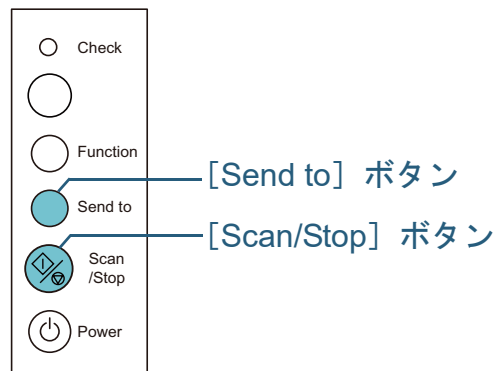 Check
Function
[Send to] ボタン
Send to
[Scan/Stop] ボタン
Scan
/Stop
Power